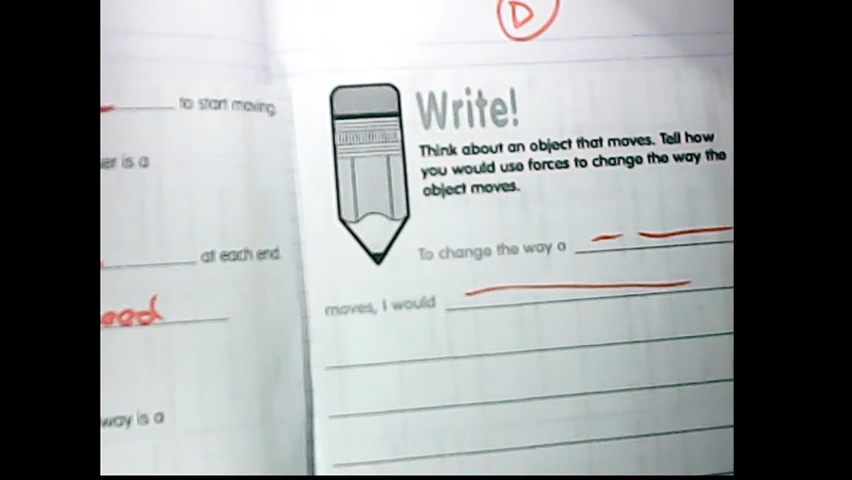 D
to start moving.
er is a
at each end.
eed
way is a
Write!
Think about an object that moves. Tell how
you would use forces to change the way the
object moves.
To change the way a
moves, I would